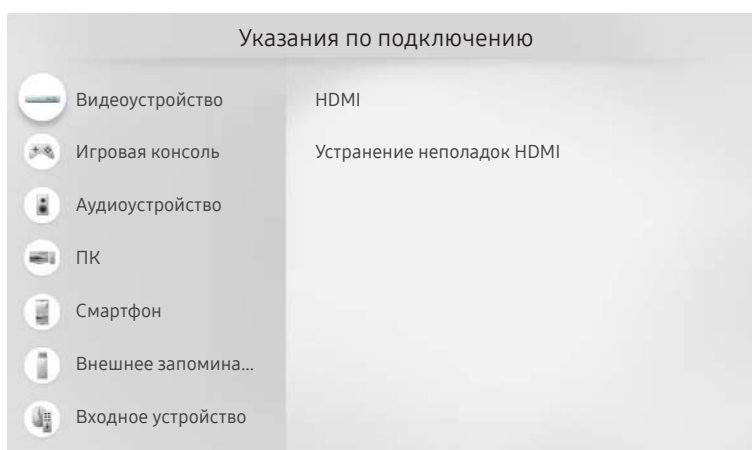 Указания по подключению
Видеоустройство
HDMI
Игровая консоль
Устранение неполадок HDMI
Аудиоустройство
ПК
Смартфон
Внешнее запомина...
Входное устройство